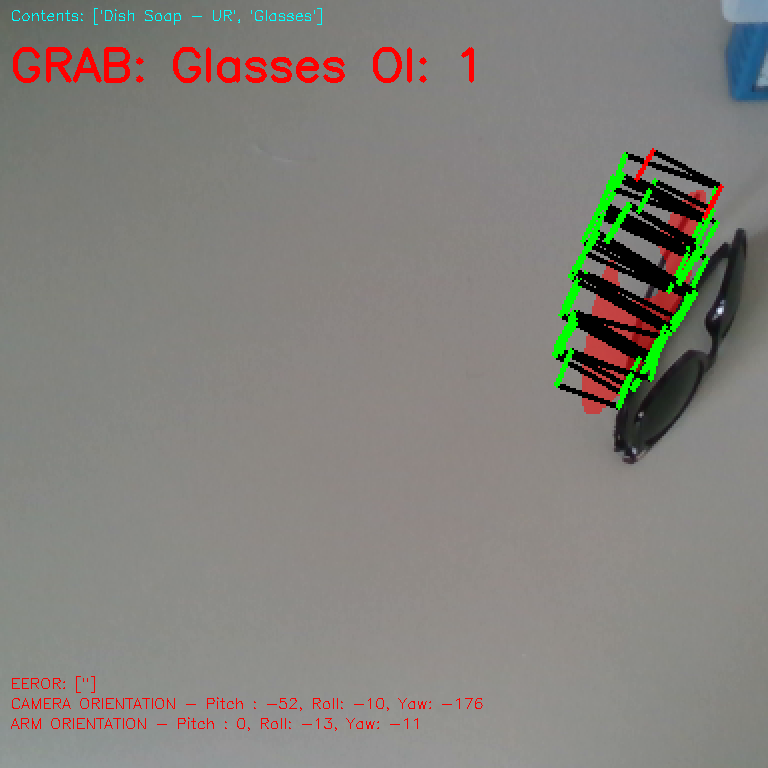 Contents: ['Dish Soap - UR', 'Glasses']
GRAB: Glasses OI: 1
EEROR: ['']
CAMERA ORIENTATION - Pitch : -52, Roll: -10, Yaw: -176
ARM ORIENTATION - Pitch : 0, Roll: -13, Yaw: -11